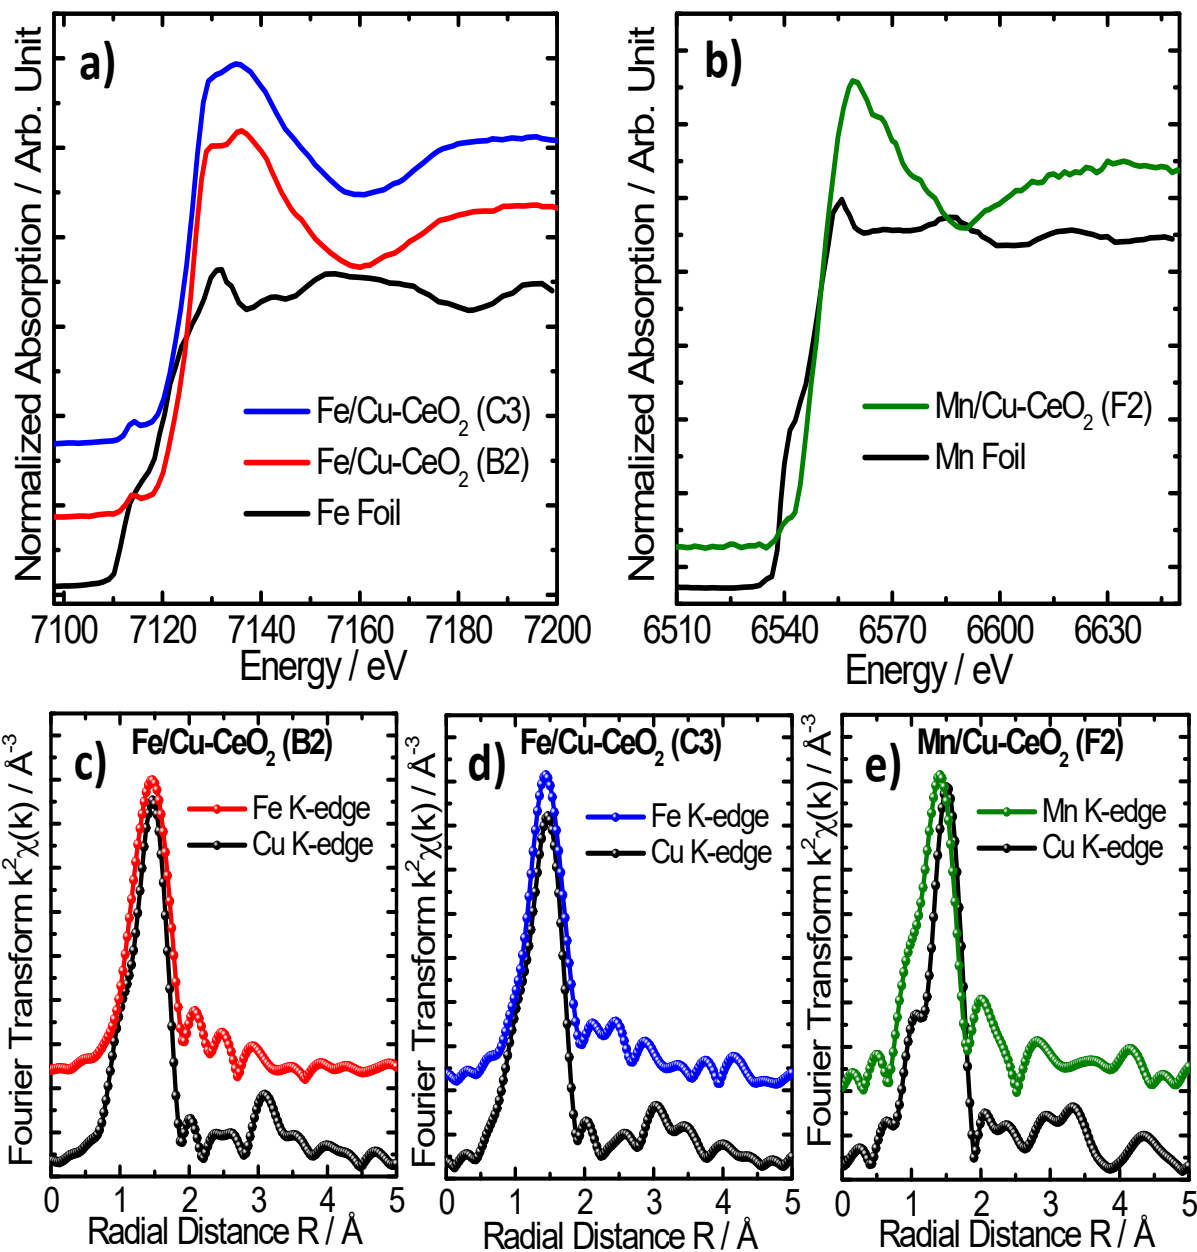 a)
Normalized Absorption / Arb. Unit
Fe/Cu-CeO₂ (C3)
Fe/Cu-CeO₂ (B2)
Fe Foil
7100 7120 7140 7160 7180 7200
Energy / eV
b)
Normalized Absorption / Arb. Unit
Mn/Cu-CeO₂ (F2)
Mn Foil
6510 6540 6570 6600 6630
Energy / eV
c)
Fe/Cu-CeO₂ (B2)
Fourier Transform k²χ(k) / Å⁻³
Fe K-edge
Cu K-edge
0 1 2 3 4 5
Radial Distance R / Å
d)
Fe/Cu-CeO₂ (C3)
Fourier Transform k²χ(k) / Å⁻³
Fe K-edge
Cu K-edge
0 1 2 3 4 5
Radial Distance R / Å
e)
Mn/Cu-CeO₂ (F2)
Fourier Transform k²χ(k) / Å⁻³
Mn K-edge
Cu K-edge
0 1 2 3 4 5
Radial Distance R / Å